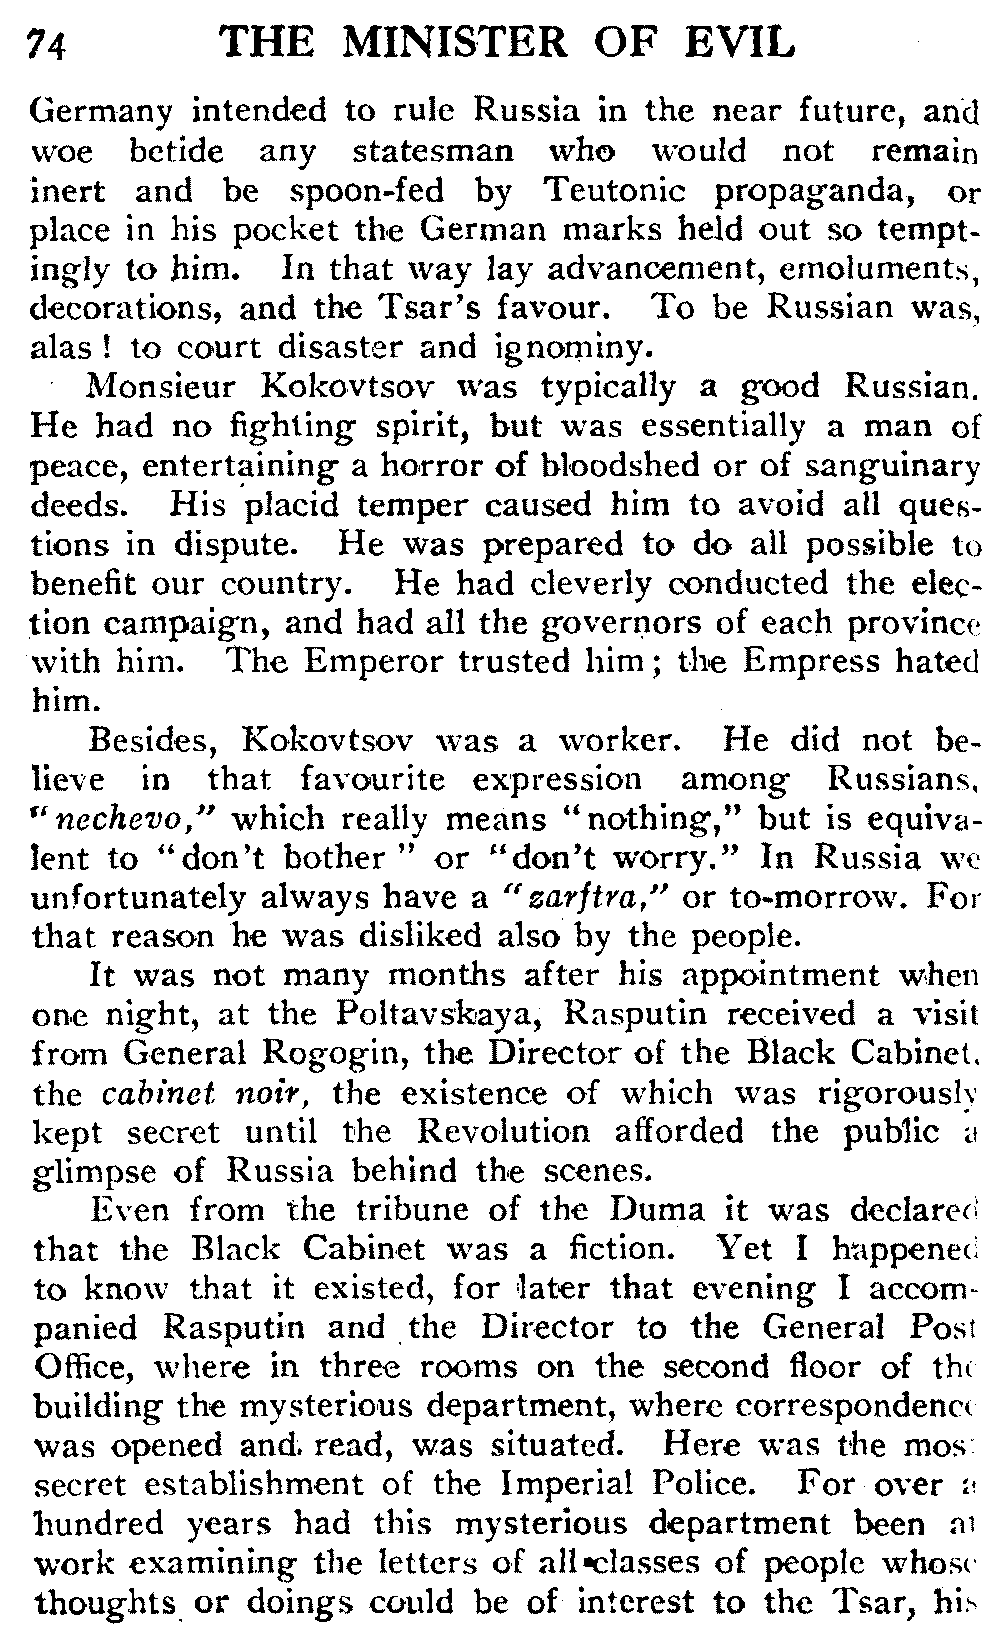 74 THE MINISTER OF EVIL
Germany intended to rule Russia in the near future, and
woe betide any statesman who would not remain
inert and be spoon-fed by Teutonic propaganda, or
place in his pocket the German marks held out so tempt-
ingly to him. In that way lay advancement, emoluments,
decorations, and the Tsar's favour. To be Russian was,
alas ! to court disaster and ignominy.
Monsieur Kokovtsov was typically a good Russian.
He had no fighting spirit, but was essentially a man of
peace, entertaining a horror of bloodshed or of sanguinary
deeds. His placid temper caused him to avoid all ques-
tions in dispute. He was prepared to do all possible to
benefit our country. He had cleverly conducted the elec-
tion campaign, and had all the governors of each province
with him. The Emperor trusted him; the Empress hated
him.
Besides, Kokovtsov was a worker. He did not be-
lieve in that favourite expression among Russians,
"nechevo," which really means "nothing," but is equiva-
lent to "don't bother" or "don't worry." In Russia we
unfortunately always have a "zarftra," or to-morrow. For
that reason he was disliked also by the people.
It was not many months after his appointment when
one night, at the Poltavskaya, Rasputin received a visit
from General Rogogin, the Director of the Black Cabinet,
the cabinet noir, the existence of which was rigorously
kept secret until the Revolution afforded the public a
glimpse of Russia behind the scenes.
Even from the tribune of the Duma it was declared
that the Black Cabinet was a fiction. Yet I happened
to know that it existed, for later that evening I accom-
panied Rasputin and the Director to the General Post
Office, where in three rooms on the second floor of the
building the mysterious department, where correspondence
was opened and read, was situated. Here was the most
secret establishment of the Imperial Police. For over a
hundred years had this mysterious department been at
work examining the letters of all classes of people whose
thoughts or doings could be of interest to the Tsar, his